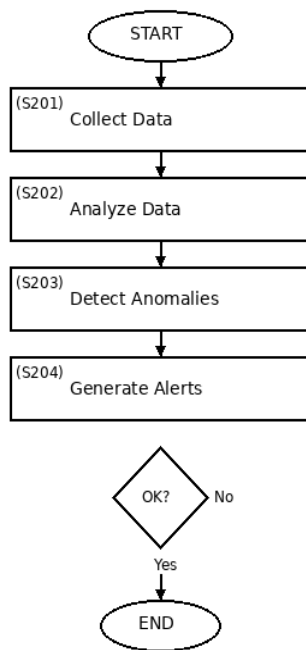 START
(S201)
Collect Data
(S202)
Analyze Data
(S203)
Detect Anomalies
(S204)
Generate Alerts
OK?
No
Yes
END